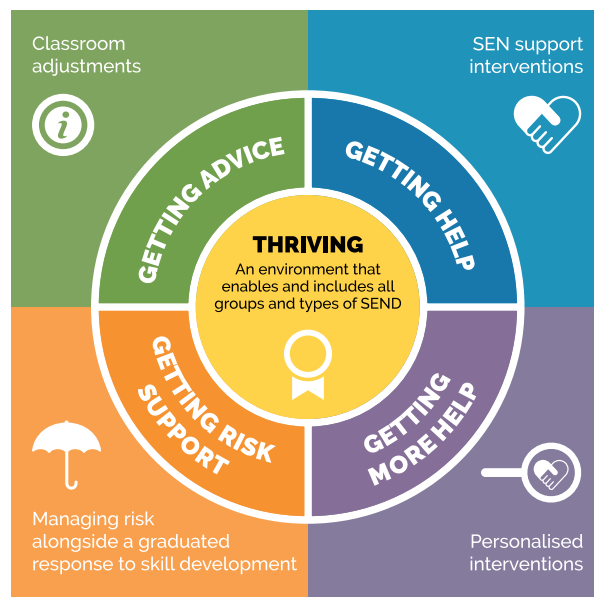 Classroom
adjustments
SEN support
interventions
GETTING ADVICE
GETTING HELP
THRIVING
An environment that
enables and includes all
groups and types of SEND
GETTING RISK
SUPPORT
GETTING
MORE HELP
Managing risk
alongside a graduated
response to skill development
Personalised
interventions